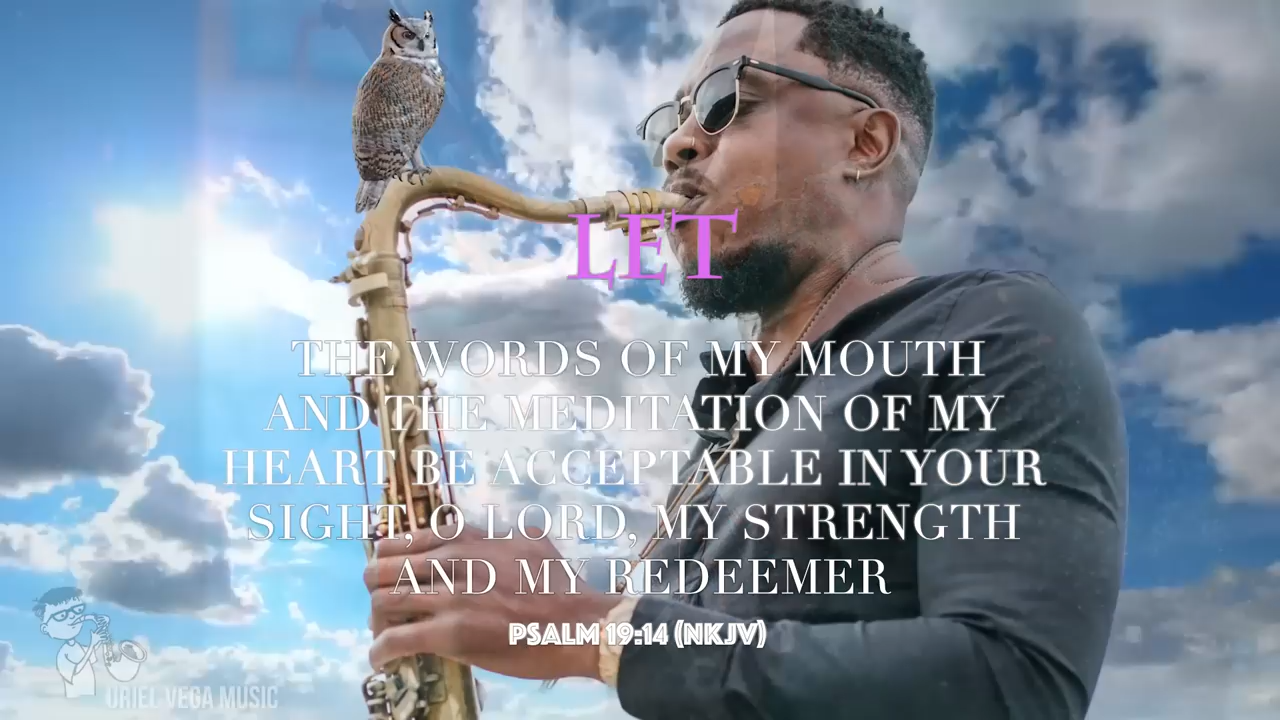 LET
THE WORDS OF MY MOUTH
AND THE MEDITATION OF MY
HEART BE ACCEPTABLE IN YOUR
SIGHT, O LORD, MY STRENGTH
AND MY REDEEMER
PSALM 19:14 (NKJV)
URIEL VEGA MUSIC